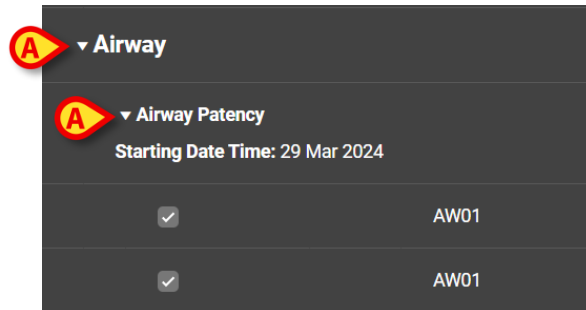 A
Airway
A
Airway Patency
Starting Date Time: 29 Mar 2024
AW01
AW01